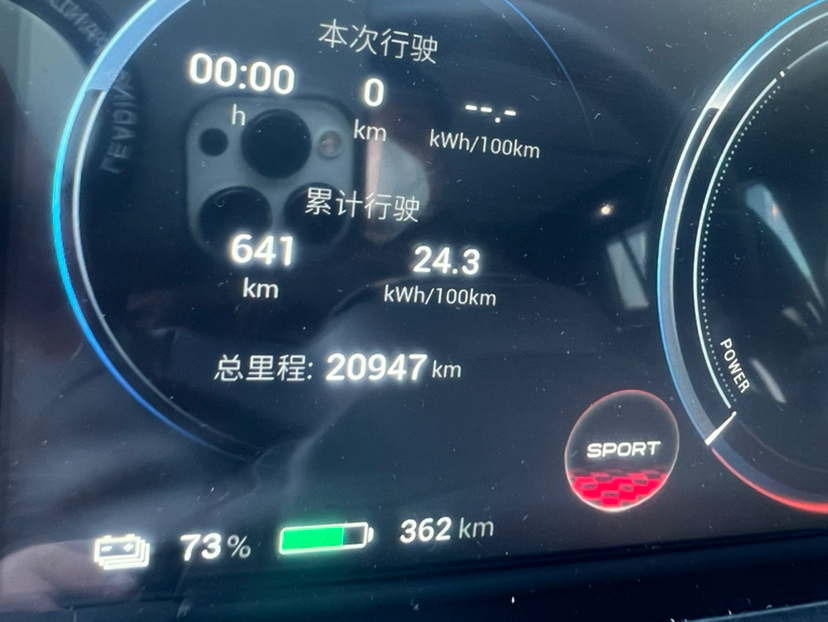 本次行驶
00:00 0 --.-
h km kWh/100km
累计行驶
641 24.3
km kWh/100km
总里程: 20947 km
POWER
SPORT
73% 362 km